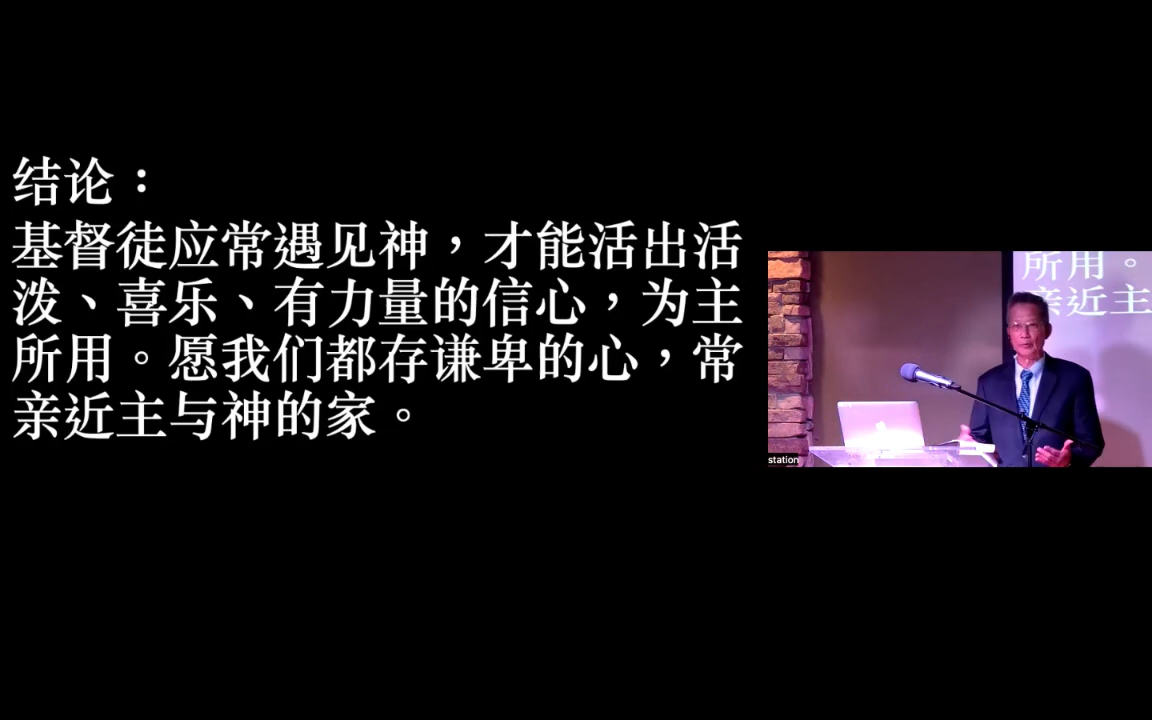 结论：
基督徒应常遇见神，才能活出活
泼、喜乐、有力量的信心，为主
所用。愿我们都存谦卑的心，常
亲近主与神的家。
所用。
亲近主
station